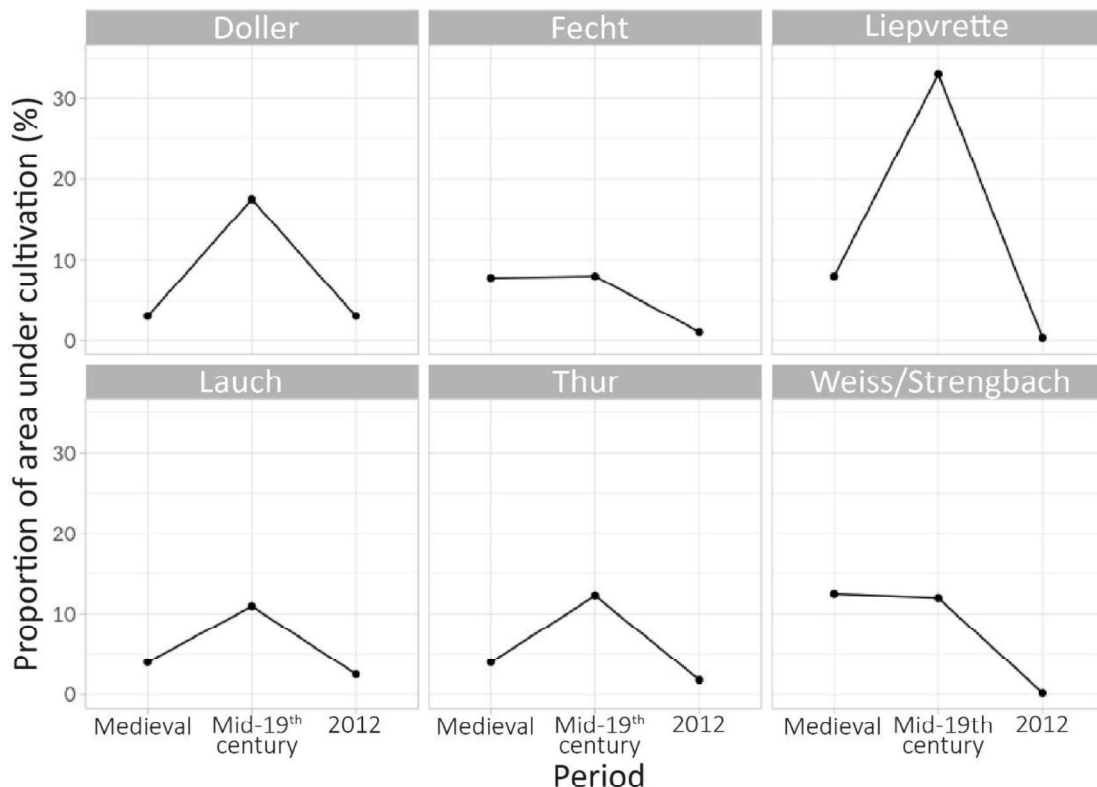 Proportion of area under cultivation (%)
Doller
Fecht
Liepvrette
30
20
10
0
Lauch
Thur
Weiss/Strengbach
30
20
10
0
Medieval
Mid-19th
century
2012
Medieval
Mid-19th
century
2012
Medieval
Mid-19th
century
2012
Period